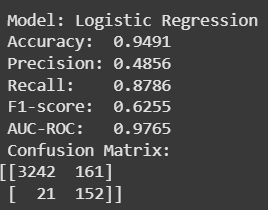 Model: Logistic Regression
Accuracy: 0.9491
Precision: 0.4856
Recall: 0.8786
F1-score: 0.6255
AUC-ROC: 0.9765
Confusion Matrix:
[[3242 161]
[ 21 152]]